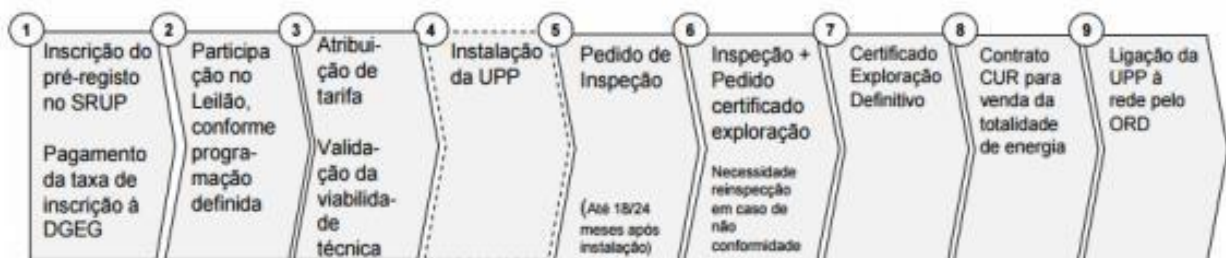 1
Inscrição do
pré-registo
no SRUP
Pagamento
da taxa de
inscrição à
DGEG
2
Participa
ção no
Leilão,
conforme
progra-
mação
definida
3
Atribui-
ção de
tarifa
Valida-
ção da
viabilida-
de
técnica
4
Instalação
da UPP
5
Pedido de
Inspeção
(Até 18/24
meses após
instalação)
6
Inspeção +
Pedido
certificado
exploração
Necessidade
reinspecção
em caso de
não
conformidade
7
Certificado
Exploração
Definitivo
8
Contrato
CUR para
venda da
totalidade
de energia
9
Ligação da
UPP à
rede pelo
ORD